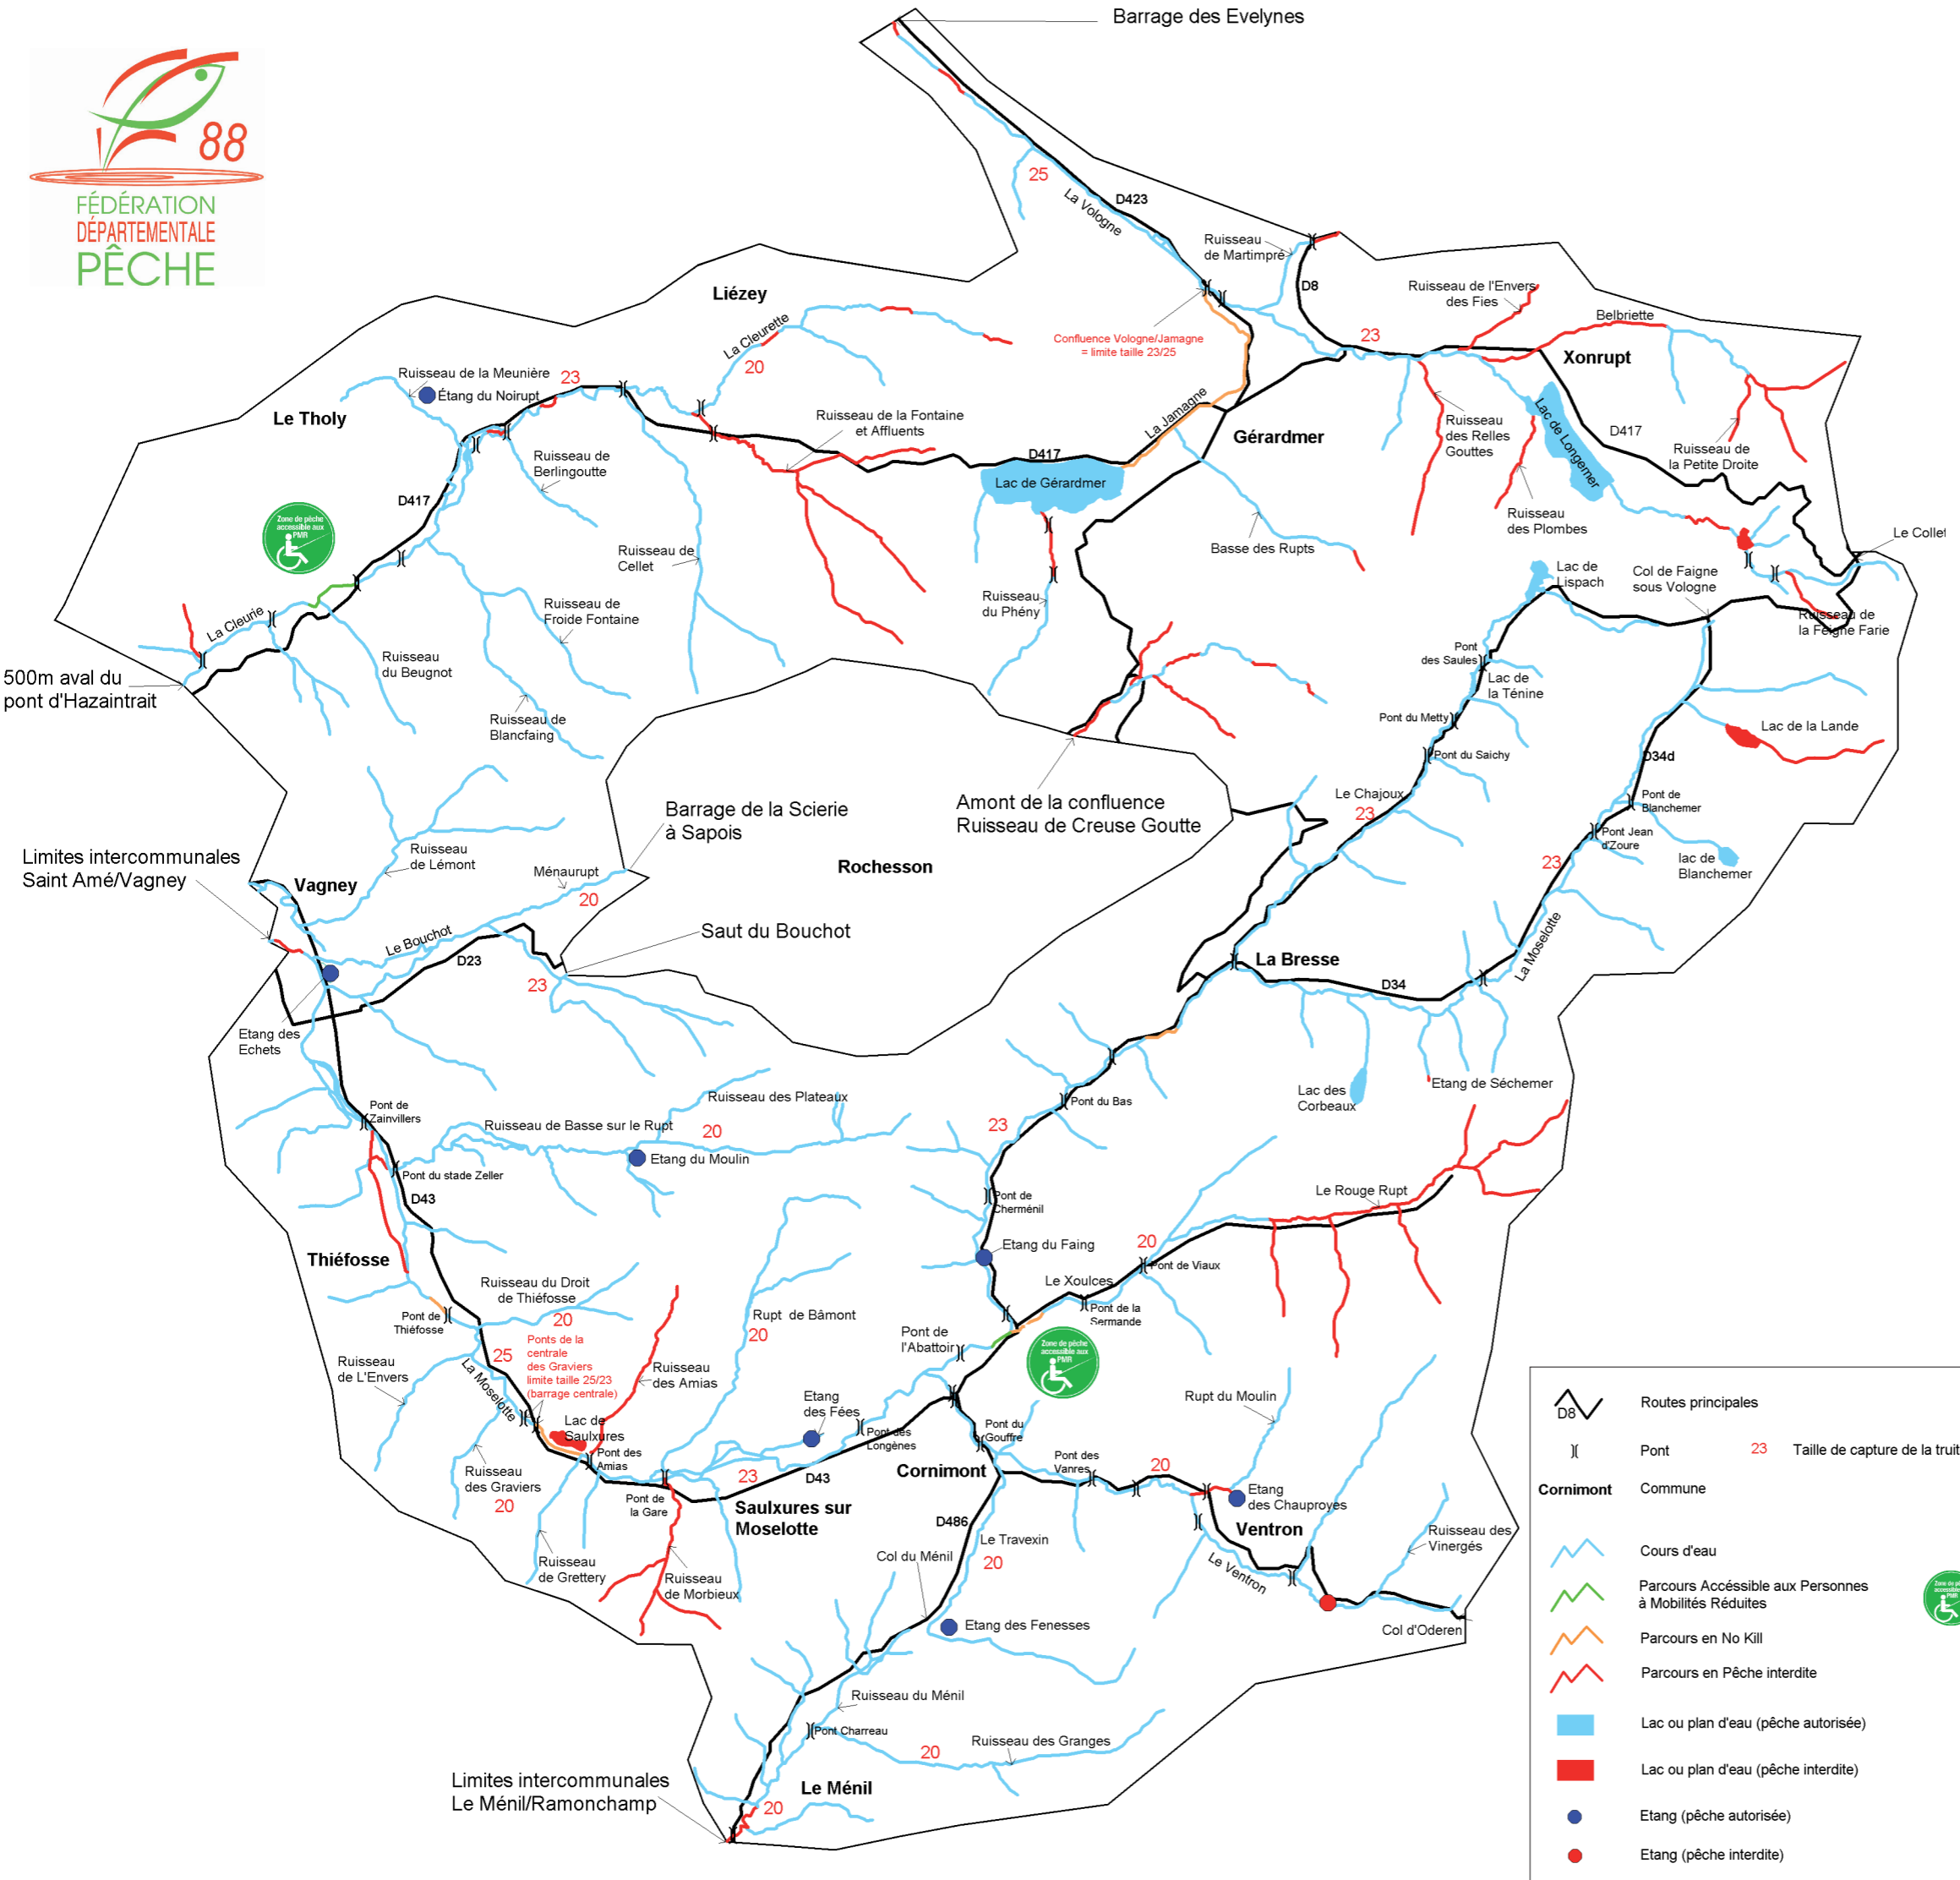 Barrage des Evelynes
88
FÉDÉRATION
DÉPARTEMENTALE
PÊCHE
25
La Vologne
D423
Ruisseau
de Martimpré
D8
Ruisseau de l'Envers
des Fies
Belbriette
Liézey
La Cleurette
20
Confluence Vologne/Jamagne
= limite taille 23/25
23
Xonrupt
Ruisseau de la Meunière
Étang du Noirupt
23
Le Tholy
Ruisseau de la Fontaine
et Affluents
La Jamagne
Gérardmer
Ruisseau
des Relles
Gouttes
Lac de Longemer
D417
Ruisseau de
la Petite Droite
Ruisseau de
Berlingoutte
D417
Lac de Gérardmer
D417
Zone de pêche
accessible aux
PMR
Ruisseau
des Plombes
Basse des Rupts
Le Collet
Ruisseau de
Cellet
Lac de
Lispach
Col de Faigne
sous Vologne
Ruisseau
du Phény
Ruisseau de
Froide Fontaine
La Cleurie
Ruisseau de
la Feigne Farie
Pont
des Saules
Ruisseau
du Beugnot
Lac de
la Ténine
500m aval du
pont d'Hazaintrait
Ruisseau de
Blancfaing
Pont du Metty
Lac de la Lande
Pont du Saichy
D34d
Le Chajoux
23
Pont de
Blanchemer
Barrage de la Scierie
à Sapois
Amont de la confluence
Ruisseau de Creuse Goutte
Pont Jean
d'Zoure
Ruisseau
de Lémont
Limites intercommunales
Saint Amé/Vagney
23
lac de
Blanchemer
Rochesson
Ménaurupt
20
Vagney
Le Bouchot
Saut du Bouchot
D23
La Bresse
La Moselotte
23
D34
Etang des
Echets
Lac des
Corbeaux
Etang de Séchemer
Pont de
Zainvillers
Ruisseau des Plateaux
Pont du Bas
Ruisseau de Basse sur le Rupt
20
23
Etang du Moulin
Pont du stade Zeller
D43
Pont de
Cherménil
Le Rouge Rupt
Thiéfosse
Etang du Faing
20
Pont de Viaux
Ruisseau du Droit
de Thiéfosse
20
Le Xoulces
Pont de la
Sermande
Pont de
Thiéfosse
Rupt de Bâmont
20
Pont de
l'Abattoir
Zone de pêche
accessible aux
PMR
25
Ponts de la
centrale
des Graviers
limite taille 25/23
(barrage centrale)
Ruisseau
de L'Envers
La Moselotte
Ruisseau
des Amias
Etang
des Fées
Rupt du Moulin
Lac de
Saulxures
Pont des
Longènes
Pont du
Gouffre
Pont des
Amias
Ruisseau
des Graviers
20
Cornimont
Pont des
Vanres
20
23
D43
Pont de
la Gare
Saulxures sur
Moselotte
Etang
des Chauproyes
Ventron
D486
Le Travexin
20
Ruisseau des
Vinergés
Col du Ménil
Ruisseau
de Grettery
Ruisseau
de Morbieux
Le Ventron
Etang des Fenesses
Col d'Oderen
Ruisseau du Ménil
Pont Charreau
20
Ruisseau des Granges
Limites intercommunales
Le Ménil/Ramonchamp
Le Ménil
20
D8
Routes principales
Pont
23
Taille de capture de la truit
Cornimont
Commune
Cours d'eau
Parcours Accéssible aux Personnes
à Mobilités Réduites
Parcours en No Kill
Parcours en Pêche interdite
Lac ou plan d'eau (pêche autorisée)
Lac ou plan d'eau (pêche interdite)
Etang (pêche autorisée)
Etang (pêche interdite)